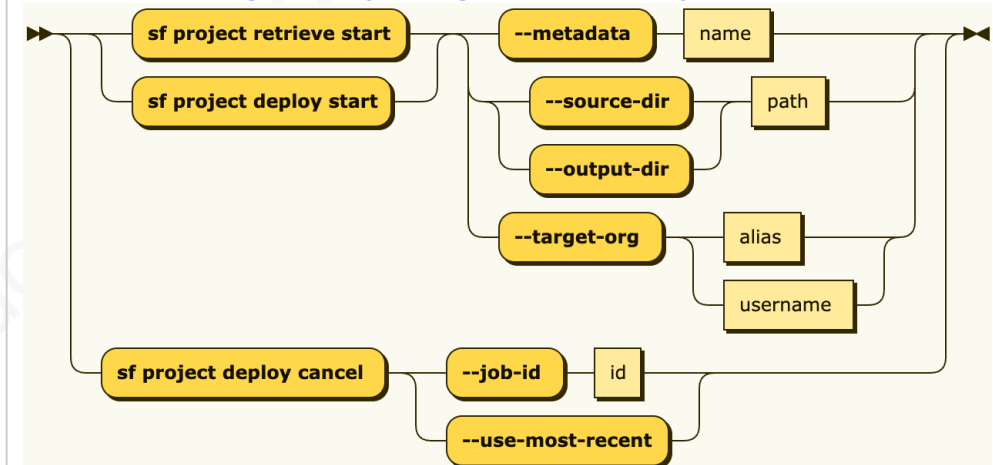 sf project retrieve start --metadata name
sf project deploy start --source-dir path
--output-dir
--target-org alias
username
sf project deploy cancel --job-id id
--use-most-recent